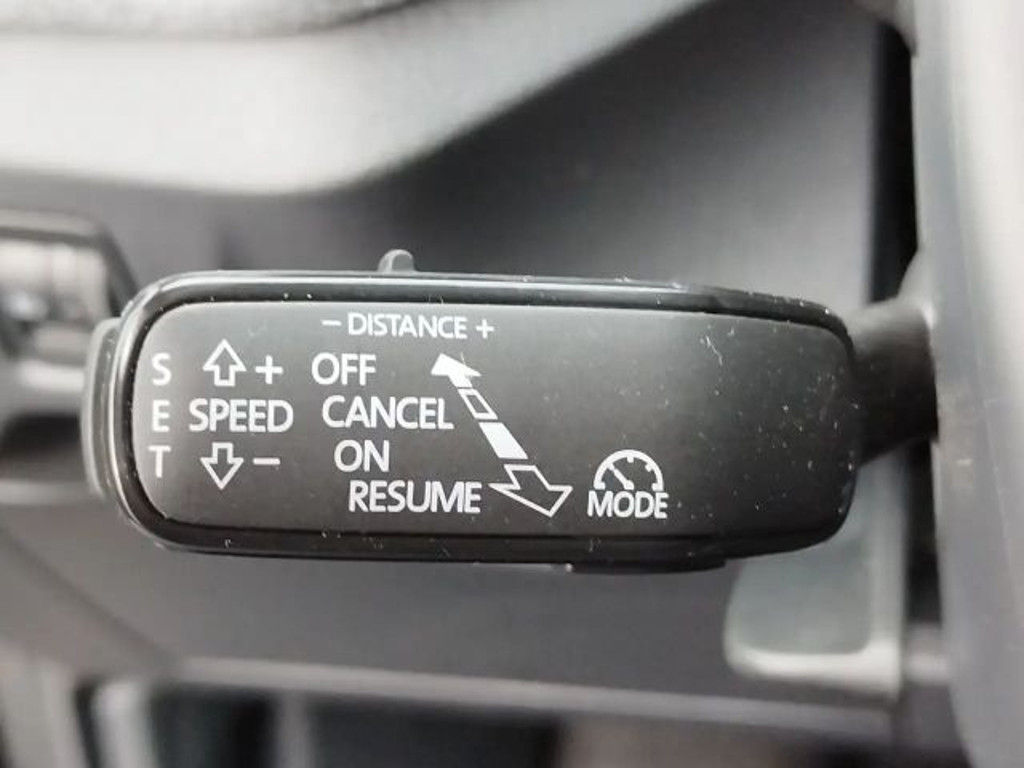 - DISTANCE +
S + OFF
E SPEED CANCEL
T - ON
RESUME MODE